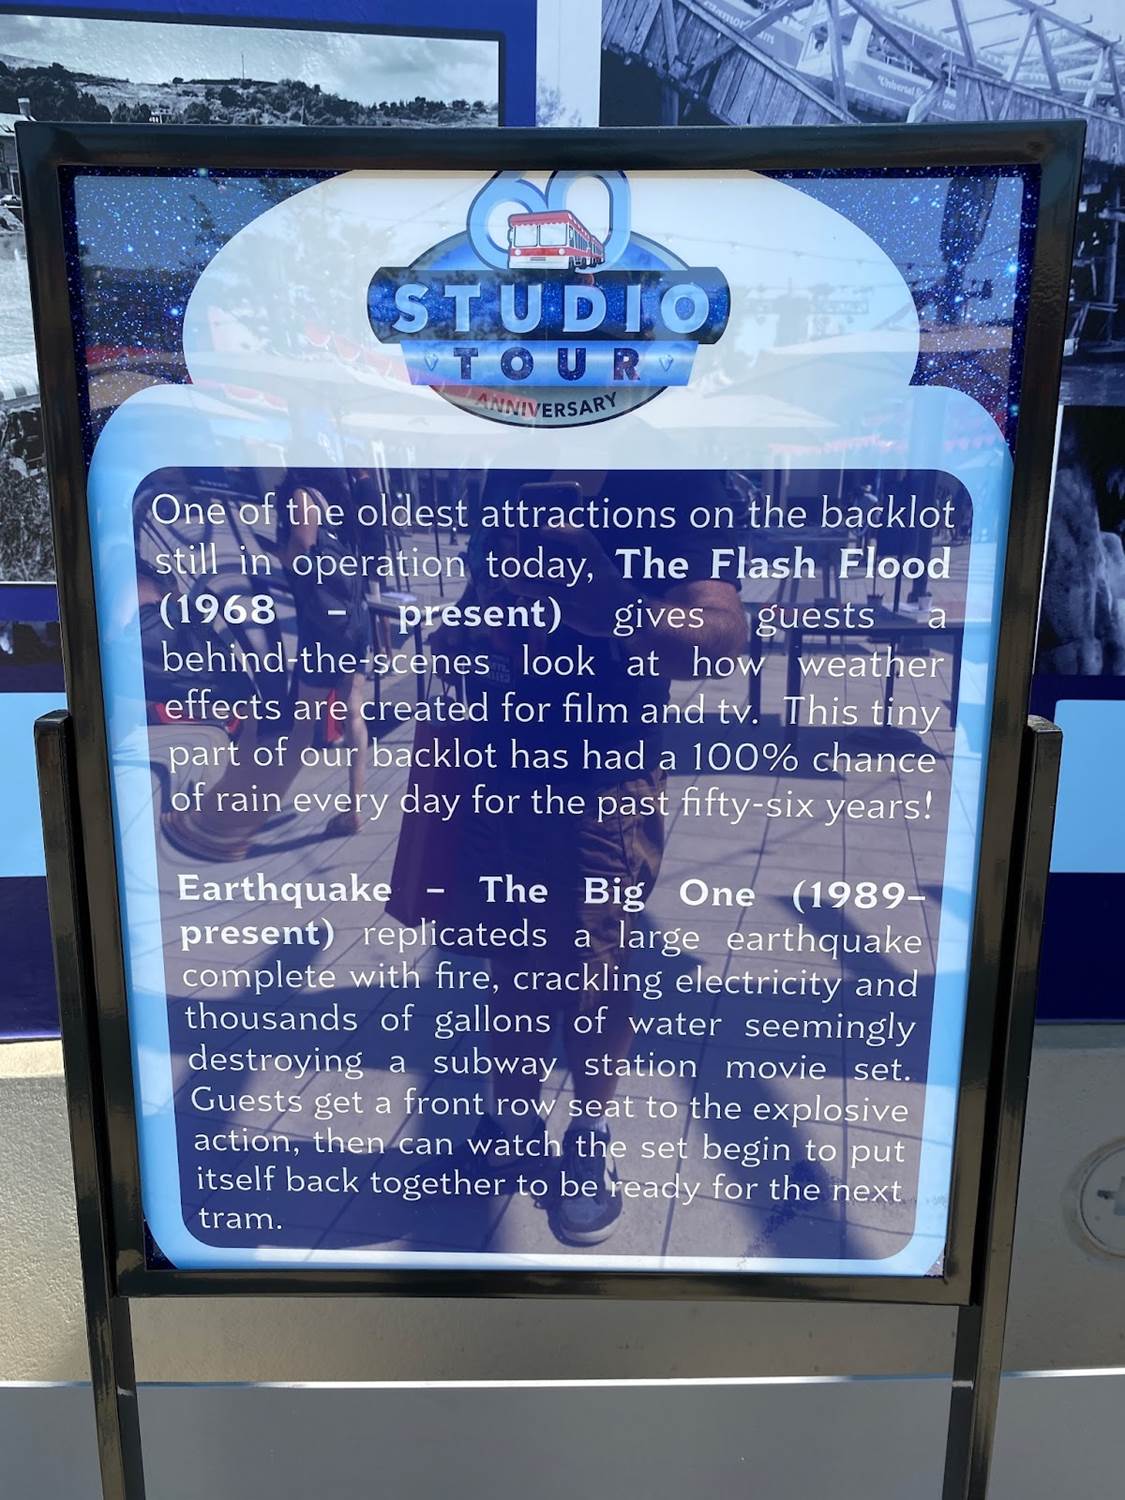 60
STUDIO
TOUR
ANNIVERSARY
One of the oldest attractions on the backlot
still in operation today, The Flash Flood
(1968 – present) gives guests a
behind-the-scenes look at how weather
effects are created for film and tv. This tiny
part of our backlot has had a 100% chance
of rain every day for the past fifty-six years!
Earthquake – The Big One (1989–
present) replicateds a large earthquake
complete with fire, crackling electricity and
thousands of gallons of water seemingly
destroying a subway station movie set.
Guests get a front row seat to the explosive
action, then can watch the set begin to put
itself back together to be ready for the next
tram.